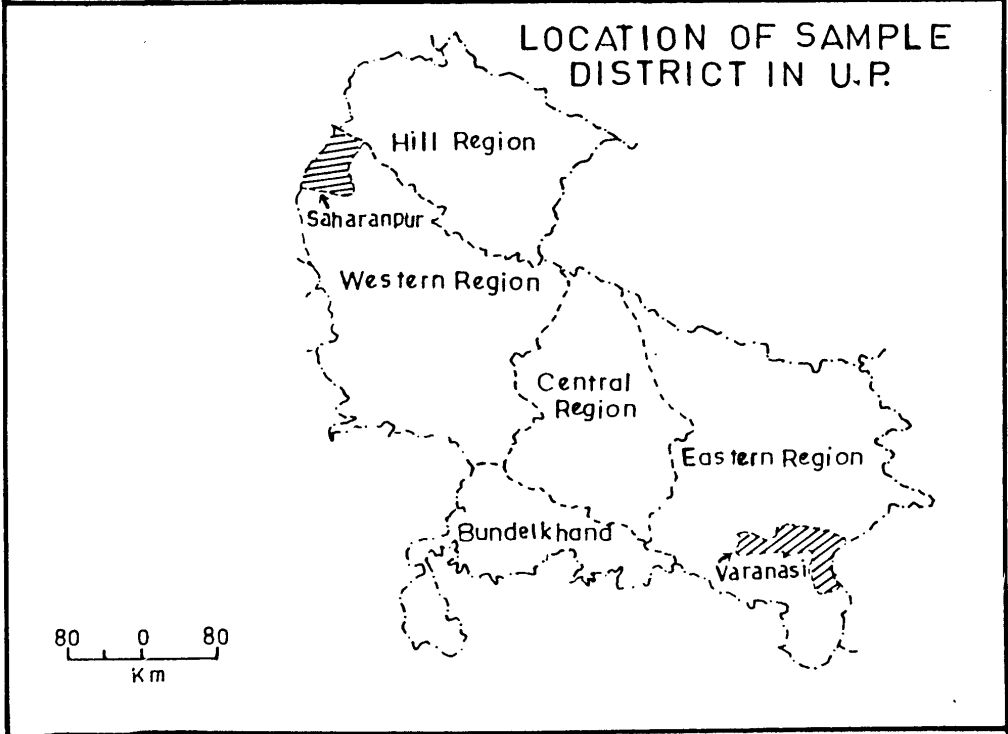 LOCATION OF SAMPLE
DISTRICT IN U.P.
Hill Region
Saharanpur
Western Region
Central
Region
Eastern Region
Bundelkhand
Varanasi
80 0 80
Km